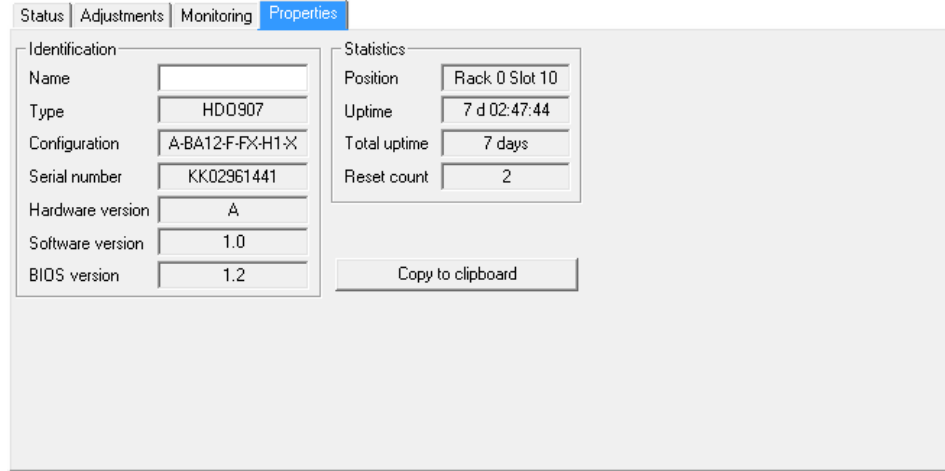 Status Adjustments Monitoring Properties
Identification
Name
Type HDO907
Configuration A-BA12-F-FX-H1-X
Serial number KK02961441
Hardware version A
Software version 1.0
BIOS version 1.2
Statistics
Position Rack 0 Slot 10
Uptime 7 d 02:47:44
Total uptime 7 days
Reset count 2
Copy to clipboard